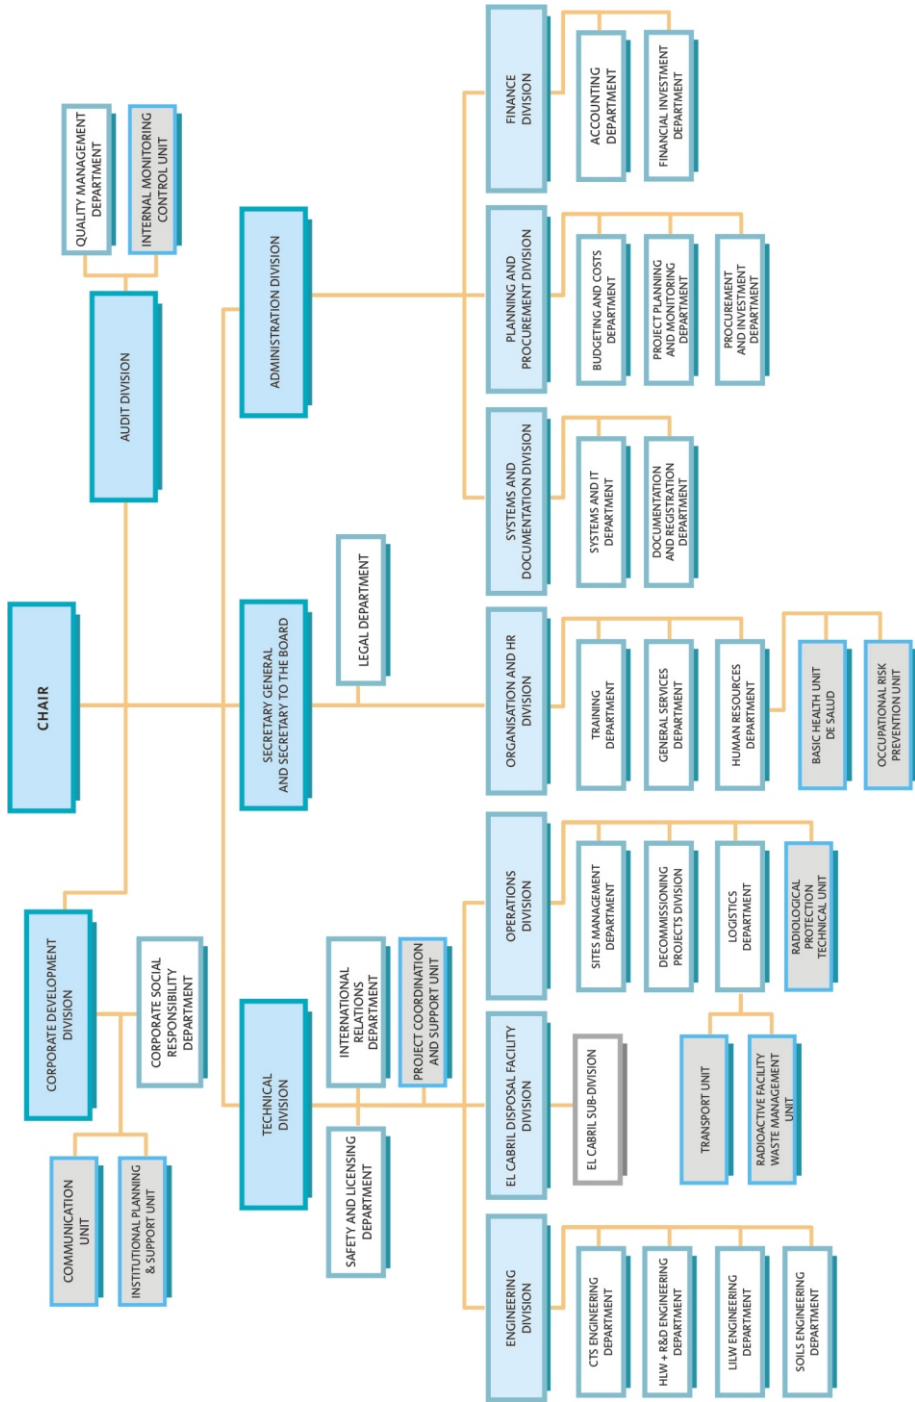 CHAIR
CORPORATE DEVELOPMENT
DIVISION
AUDIT DIVISION
COMMUNICATION
UNIT
INSTITUTIONAL PLANNING
& SUPPORT UNIT
CORPORATE SOCIAL
RESPONSIBILITY
DEPARTMENT
QUALITY MANAGEMENT
DEPARTMENT
INTERNAL MONITORING
CONTROL UNIT
TECHNICAL
DIVISION
SECRETARY GENERAL
AND SECRETARY TO THE BOARD
ADMINISTRATION DIVISION
SAFETY AND LICENSING
DEPARTMENT
INTERNATIONAL
RELATIONS
DEPARTMENT
PROJECT COORDINATION
AND SUPPORT UNIT
LEGAL DEPARTMENT
ENGINEERING
DIVISION
EL CABRIL DISPOSAL FACILITY
DIVISION
OPERATIONS
DIVISION
ORGANISATION AND HR
DIVISION
SYSTEMS AND
DOCUMENTATION DIVISION
PLANNING AND
PROCUREMENT DIVISION
FINANCE
DIVISION
CTS ENGINEERING
DEPARTMENT
HLW + R&D ENGINEERING
DEPARTMENT
LILW ENGINEERING
DEPARTMENT
SOILS ENGINEERING
DEPARTMENT
EL CABRIL SUB-DIVISION
SITES MANAGEMENT
DEPARTMENT
DECOMMISSIONING
PROJECTS DIVISION
LOGISTICS
DEPARTMENT
RADIOLOGICAL
PROTECTION
TECHNICAL UNIT
TRANSPORT UNIT
RADIOACTIVE FACILITY
WASTE MANAGEMENT
UNIT
TRAINING
DEPARTMENT
GENERAL SERVICES
DEPARTMENT
HUMAN RESOURCES
DEPARTMENT
BASIC HEALTH UNIT
DE SALUD
OCCUPATIONAL RISK
PREVENTION UNIT
SYSTEMS AND IT
DEPARTMENT
DOCUMENTATION
AND REGISTRATION
DEPARTMENT
BUDGETING AND COSTS
DEPARTMENT
PROJECT PLANNING
AND MONITORING
DEPARTMENT
PROCUREMENT
AND INVESTMENT
DEPARTMENT
ACCOUNTING
DEPARTMENT
FINANCIAL INVESTMENT
DEPARTMENT